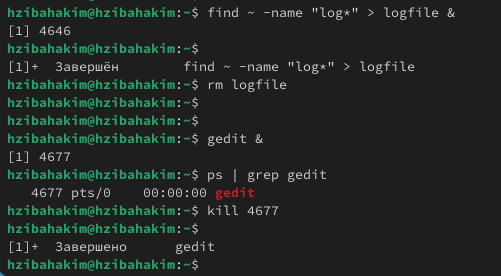 hzibahakim@hzibahakim:~$ find ~ -name "log*" > logfile &
[1] 4646
hzibahakim@hzibahakim:~$
[1]+  Завершён        find ~ -name "log*" > logfile
hzibahakim@hzibahakim:~$ rm logfile
hzibahakim@hzibahakim:~$
hzibahakim@hzibahakim:~$
hzibahakim@hzibahakim:~$ gedit &
[1] 4677
hzibahakim@hzibahakim:~$ ps | grep gedit
   4677 pts/0    00:00:00 gedit
hzibahakim@hzibahakim:~$ kill 4677
hzibahakim@hzibahakim:~$
[1]+  Завершено      gedit
hzibahakim@hzibahakim:~$